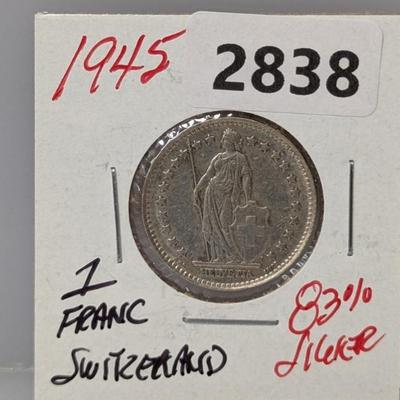 1945
2838
HELVETIA
1
FRANC
SWITZERLAND
83%
SILVER